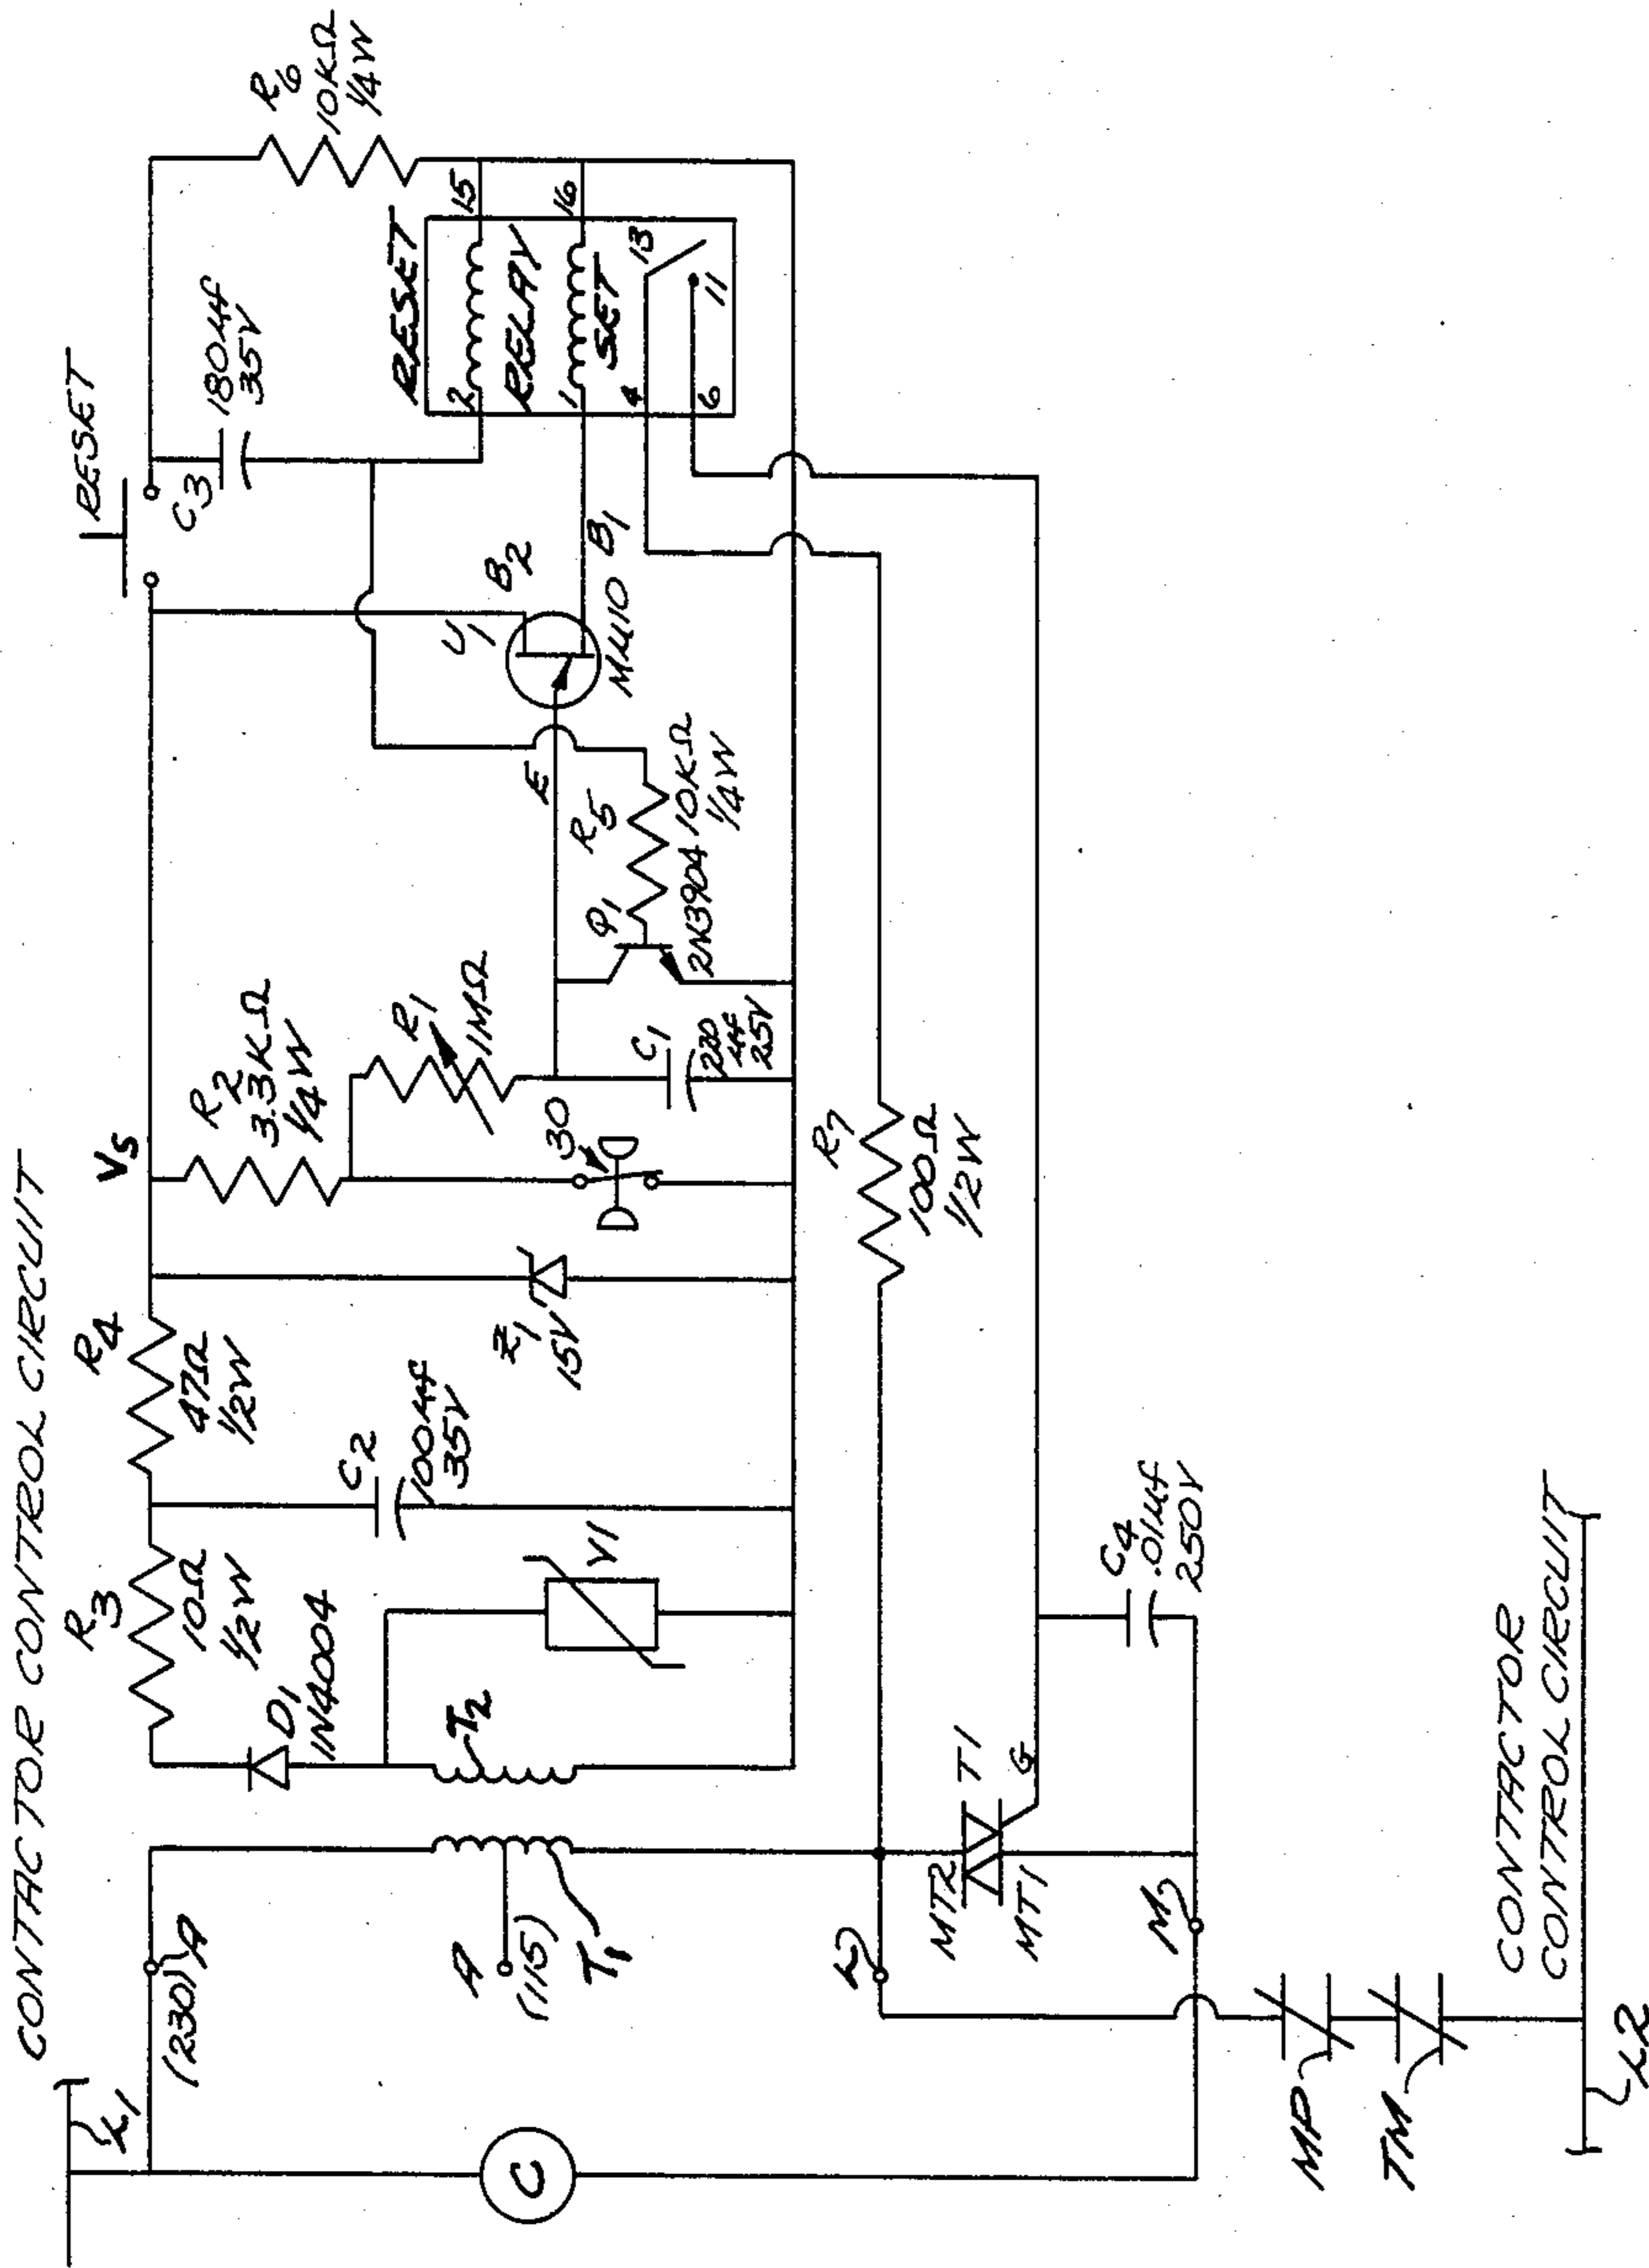 CONTACTOR CONTROL CIRCUIT
L1
(230) A
A
(115)
T1
C
R3
10Ω
1/2W
D1
1N4004
T2
V1
C2
100µf
35V
R4
47Ω
1/2W
Z1
15V
VS
R2
3.3KΩ
1/4W
30
R1
1MΩ
C1
220
µf
25V
Q1
2N3904
R5
10KΩ
1/4W
E
U1
B2
B1
MU10
RESET
C3
180µf
35V
R6
10KΩ
1/4W
RESET
2
15
RELAY
1
16
SET
4
13
6
11
R7
100Ω
1/2W
L
MT2
T1
MT1
G
M
C4
.01µf
250V
MP
TM
CONTACTOR
CONTROL CIRCUIT
L2